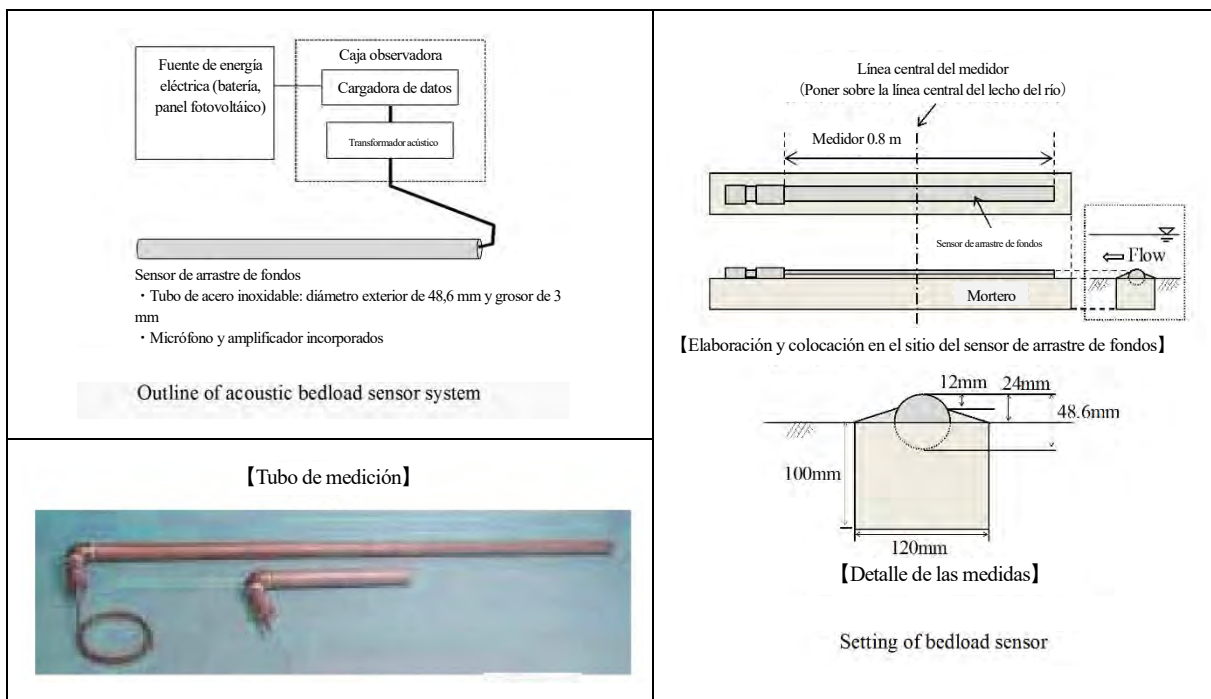 Fuente de energía
eléctrica (batería,
panel fotovoltáico)
Caja observadora
Cargadora de datos
Transformador acústico
Sensor de arrastre de fondos
・Tubo de acero inoxidable: diámetro exterior de 48,6 mm y grosor de 3
mm
・Micrófono y amplificador incorporados
Outline of acoustic bedload sensor system
【Tubo de medición】
Línea central del medidor
(Poner sobre la línea central del lecho del río)
Medidor 0.8 m
Sensor de arrastre de fondos
Flow
Mortero
【Elaboración y colocación en el sitio del sensor de arrastre de fondos】
12mm
24mm
48.6mm
100mm
120mm
【Detalle de las medidas】
Setting of bedload sensor